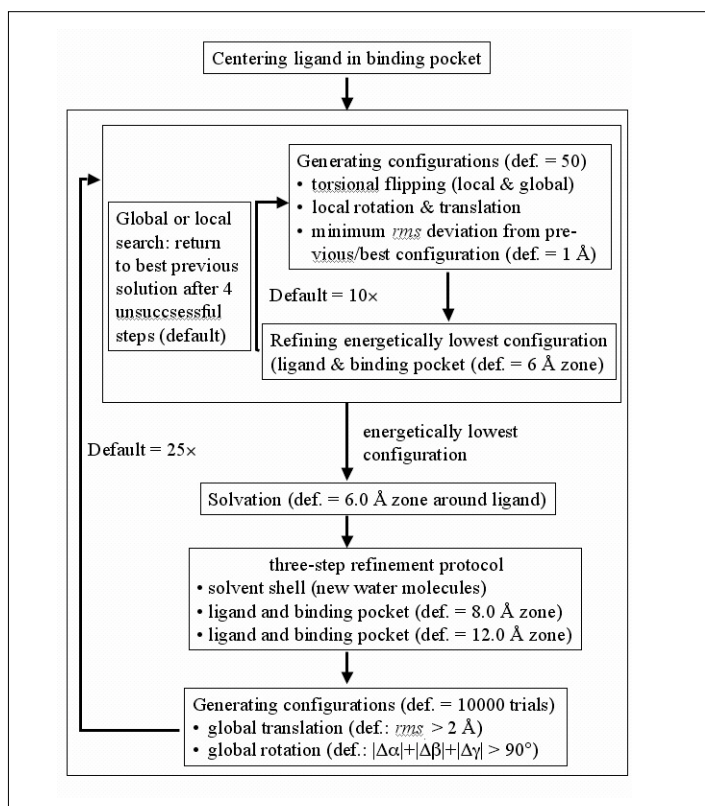 Centering ligand in binding pocket
Generating configurations (def. = 50)
• torsional flipping (local & global)
• local rotation & translation
• minimum rms deviation from pre-
vious/best configuration (def. = 1 Å)
Global or local
search: return
to best previous
solution after 4
unsuccsessful
steps (default)
Default = 10×
Refining energetically lowest configuration
(ligand & binding pocket (def. = 6 Å zone)
energetically lowest
configuration
Default = 25×
Solvation (def. = 6.0 Å zone around ligand)
three-step refinement protocol
• solvent shell (new water molecules)
• ligand and binding pocket (def. = 8.0 Å zone)
• ligand and binding pocket (def. = 12.0 Å zone)
Generating configurations (def. = 10000 trials)
• global translation (def.: rms > 2 Å)
• global rotation (def.: |Δα|+|Δβ|+|Δγ| > 90°)